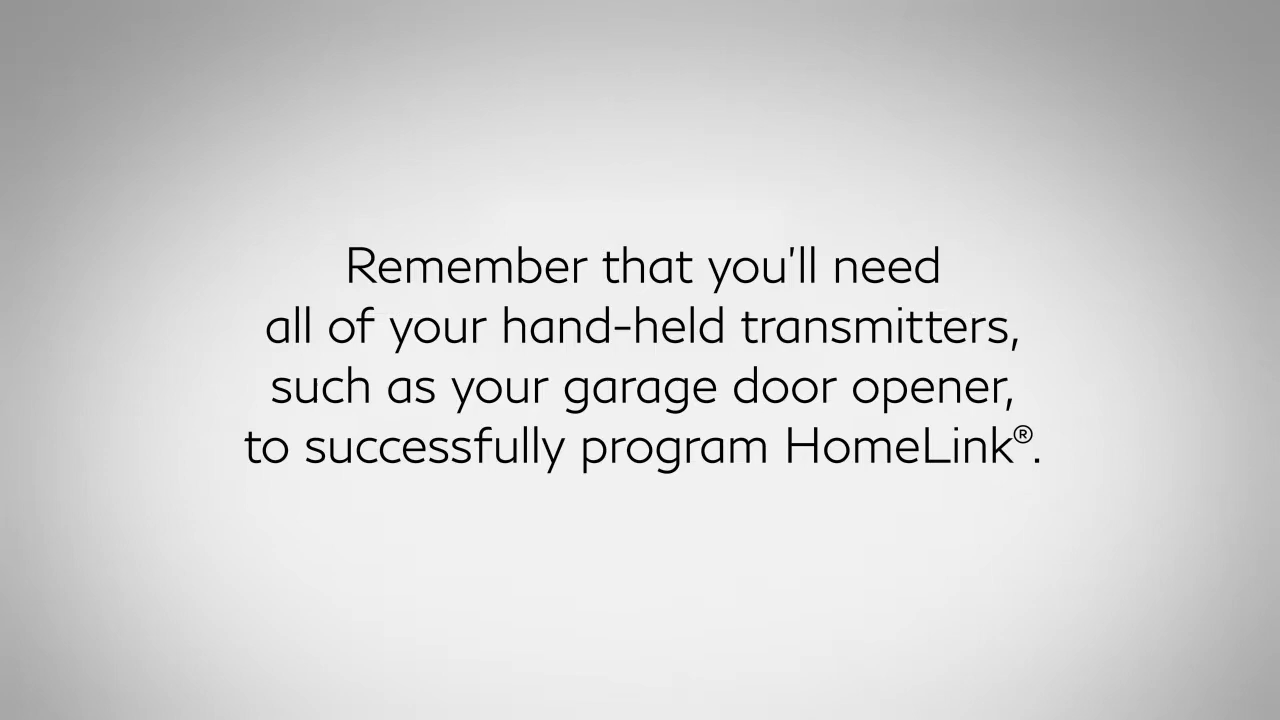 Remember that you'll need
all of your hand-held transmitters,
such as your garage door opener,
to successfully program HomeLink®.